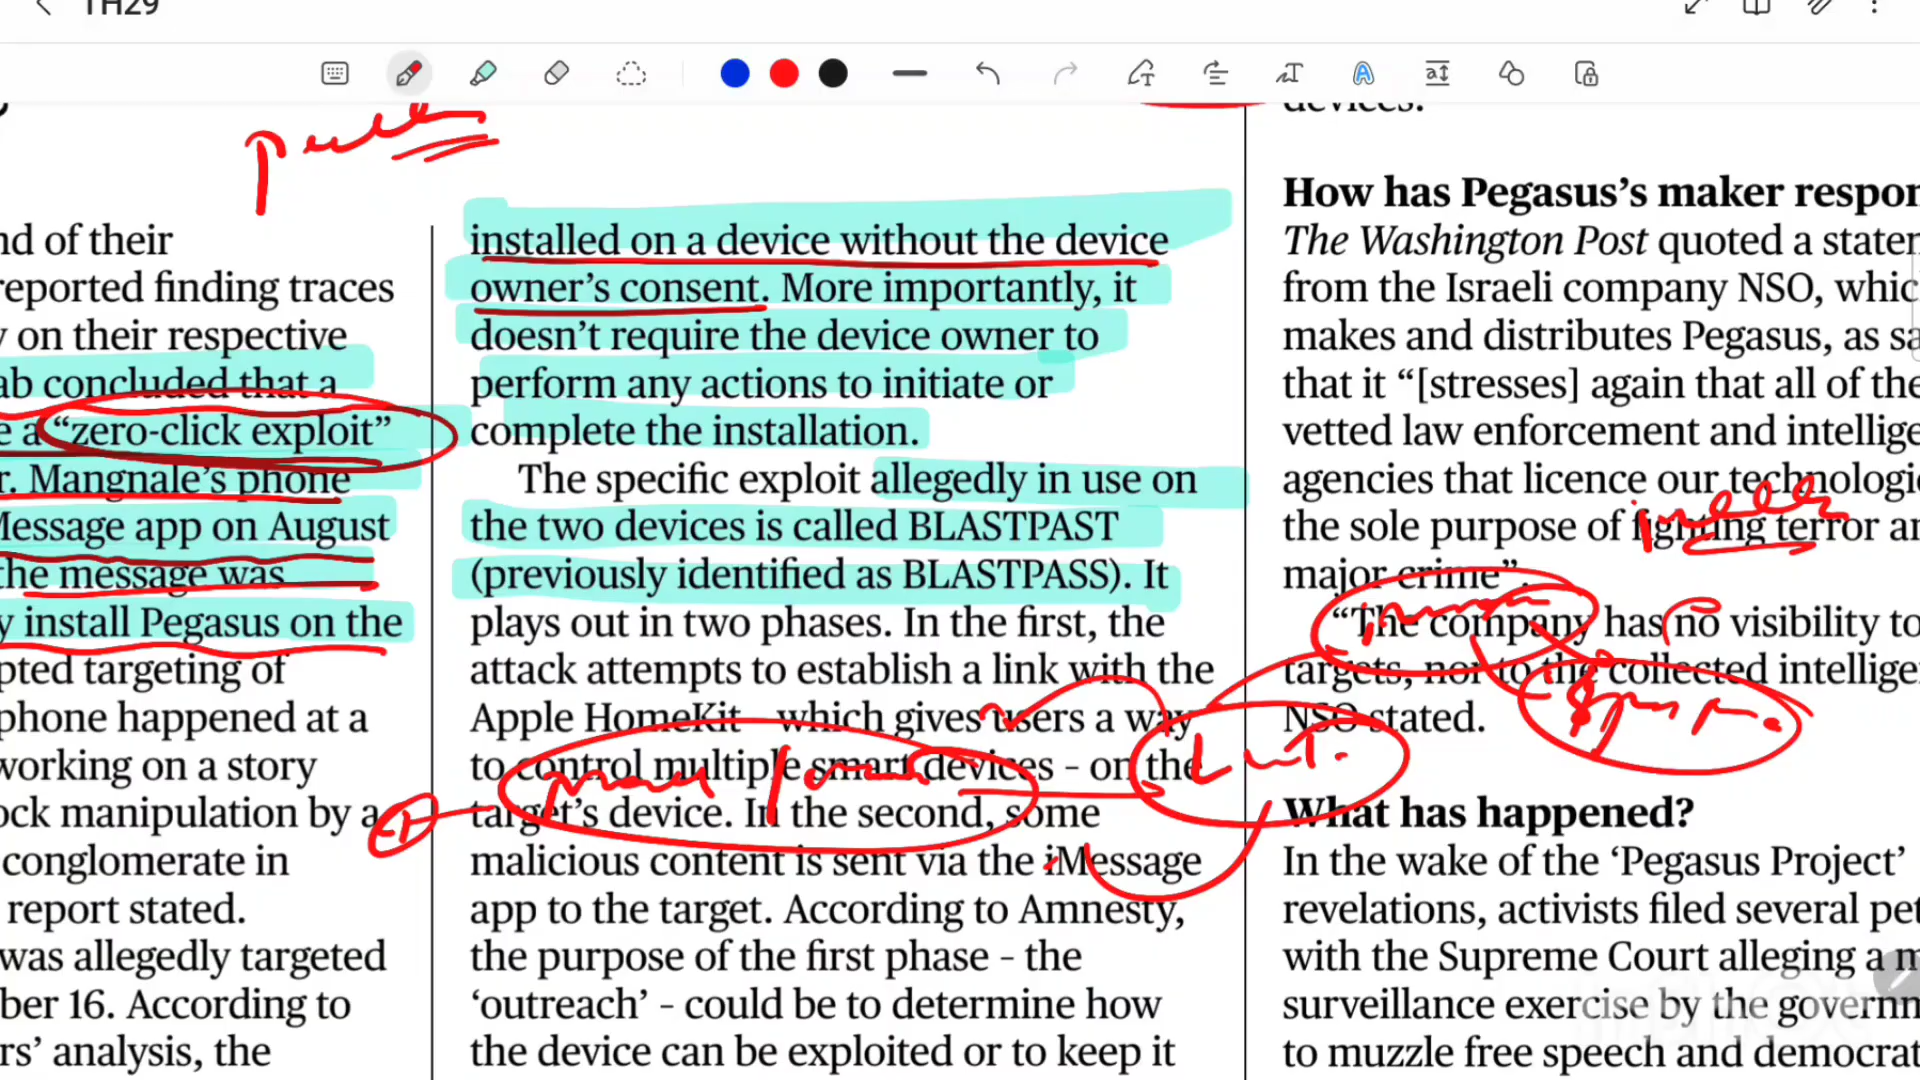 TH29
nd of their
reported finding traces
y on their respective
ab concluded that a
e a “zero-click exploit”
r. Mangnale’s phone
Message app on August
the message was
y install Pegasus on the
pted targeting of
phone happened at a
working on a story
ock manipulation by a
conglomerate in
report stated.
was allegedly targeted
ber 16. According to
rs’ analysis, the
installed on a device without the device
owner’s consent. More importantly, it
doesn’t require the device owner to
perform any actions to initiate or
complete the installation.
The specific exploit allegedly in use on
the two devices is called BLASTPAST
(previously identified as BLASTPASS). It
plays out in two phases. In the first, the
attack attempts to establish a link with the
Apple HomeKit – which gives users a way
to control multiple smart devices – on the
target’s device. In the second, some
malicious content is sent via the iMessage
app to the target. According to Amnesty,
the purpose of the first phase – the
‘outreach’ – could be to determine how
the device can be exploited or to keep it
devices.
How has Pegasus’s maker respon
The Washington Post quoted a statem
from the Israeli company NSO, whic
makes and distributes Pegasus, as sa
that it “[stresses] again that all of the
vetted law enforcement and intellige
agencies that licence our technologie
the sole purpose of fighting terror an
major crime”.
“The company has no visibility to
targets, nor to the collected intellige
NSO stated.
What has happened?
In the wake of the ‘Pegasus Project’
revelations, activists filed several pet
with the Supreme Court alleging a m
surveillance exercise by the governm
to muzzle free speech and democrat